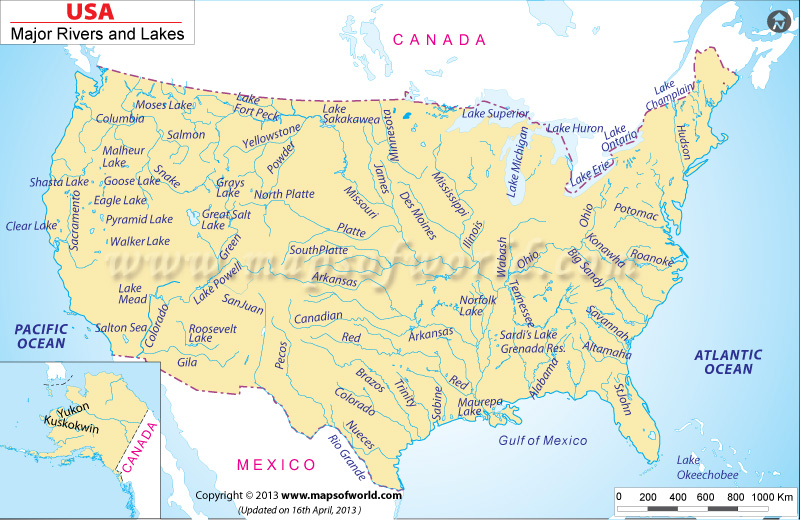 USA
Major Rivers and Lakes
N
CANADA
Lake
Champlain
Lake
Fort Peck
Moses Lake
Columbia
Lake
Sakakawea
Lake Superior
Lake Huron
Lake
Ontario
Hudson
Salmon
Yellowstone
Powder
Minnesota
Lake Michigan
Lake Erie
Malheur
Lake
Snake
James
Shasta Lake
Goose Lake
Grays
Lake
North Platte
Missouri
Des Moines
Mississippi
Eagle Lake
Sacramento
Clear Lake
Pyramid Lake
Great Salt
Lake
Platte
Illinois
Ohio
Potomac
Walker Lake
Green
SouthPlatte
Wabash
Ohio
Big Sandy
Konawha
Roanoke
www.mapsofworld.com
Lake Powell
Arkansas
Lake
Mead
SanJuan
Norfolk
Lake
Tennessee
Salton Sea
Colorado
Roosevelt
Lake
Canadian
Red
Arkansas
Sardi's Lake
Grenada Res.
Savannah
Altamaha
PACIFIC
OCEAN
Gila
Pecos
ATLANTIC
OCEAN
Brazos
Trinity
Red
Alabama
StJohn
Colorado
Sabine
Maurepa
Lake
Nueces
Rio Grande
Yukon
Kuskokwin
CANADA
MEXICO
Gulf of Mexico
Lake
Okeechobee
Copyright © 2013 www.mapsofworld.com
(Updated on 16th April, 2013 )
0 200 400 600 800 1000 Km